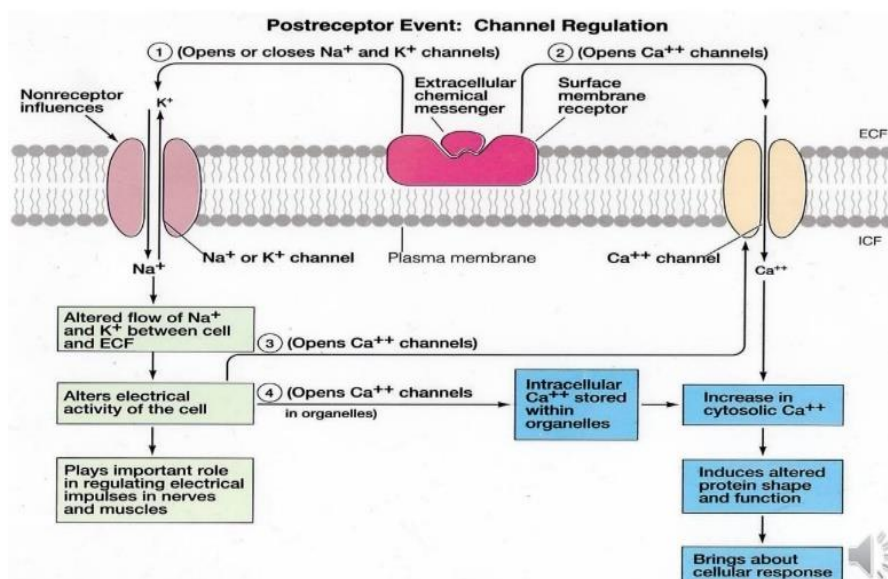 Postreceptor Event: Channel Regulation
1 (Opens or closes Na+ and K+ channels)
2 (Opens Ca++ channels)
Nonreceptor
influences
K+
Extracellular
chemical
messenger
Surface
membrane
receptor
ECF
Na+
Na+ or K+ channel
Plasma membrane
Ca++ channel
ICF
Ca++
Altered flow of Na+
and K+ between cell
and ECF
3 (Opens Ca++ channels)
Alters electrical
activity of the cell
4 (Opens Ca++ channels
in organelles)
Intracellular
Ca++ stored
within
organelles
Increase in
cytosolic Ca++
Plays important role
in regulating electrical
impulses in nerves
and muscles
Induces altered
protein shape
and function
Brings about
cellular response